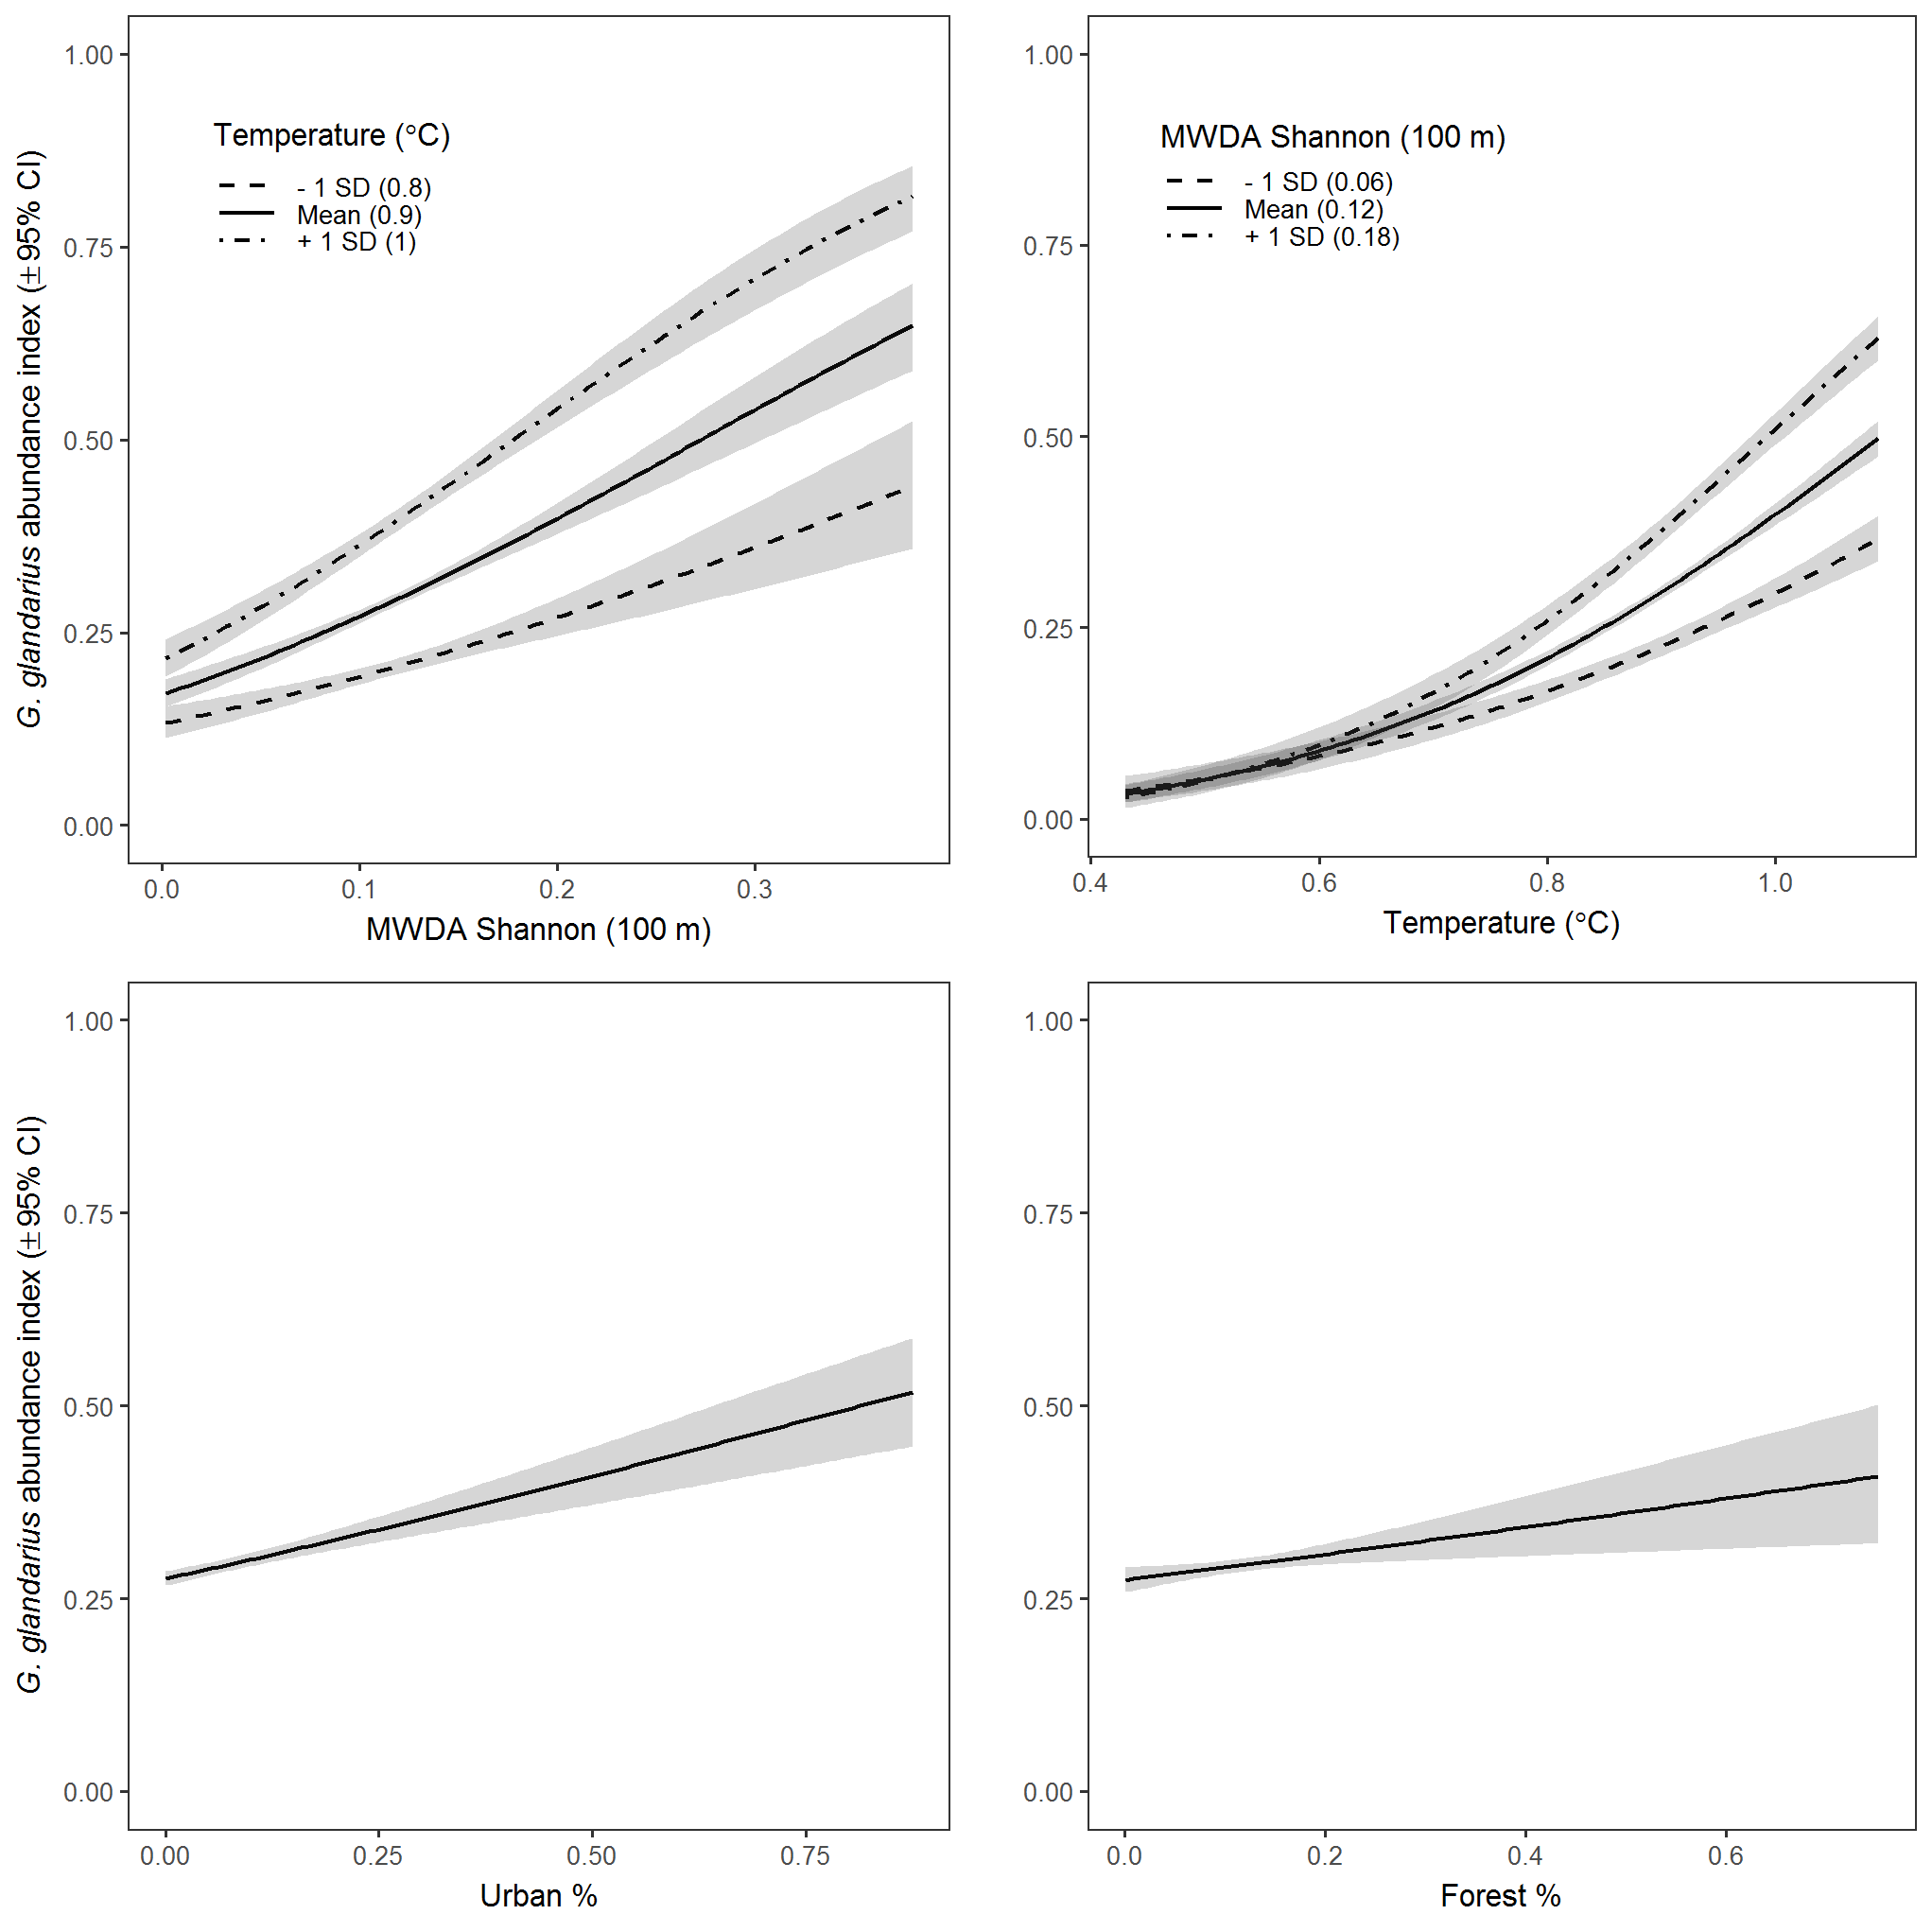 G. glandarius abundance index (±95% CI)
1.00
0.75
0.50
0.25
0.00
Temperature (°C)
- 1 SD (0.8)
Mean (0.9)
+ 1 SD (1)
0.0 0.1 0.2 0.3
MWDA Shannon (100 m)
1.00
0.75
0.50
0.25
0.00
MWDA Shannon (100 m)
- 1 SD (0.06)
Mean (0.12)
+ 1 SD (0.18)
0.4 0.6 0.8 1.0
Temperature (°C)
G. glandarius abundance index (±95% CI)
1.00
0.75
0.50
0.25
0.00
0.00 0.25 0.50 0.75
Urban %
1.00
0.75
0.50
0.25
0.00
0.0 0.2 0.4 0.6
Forest %